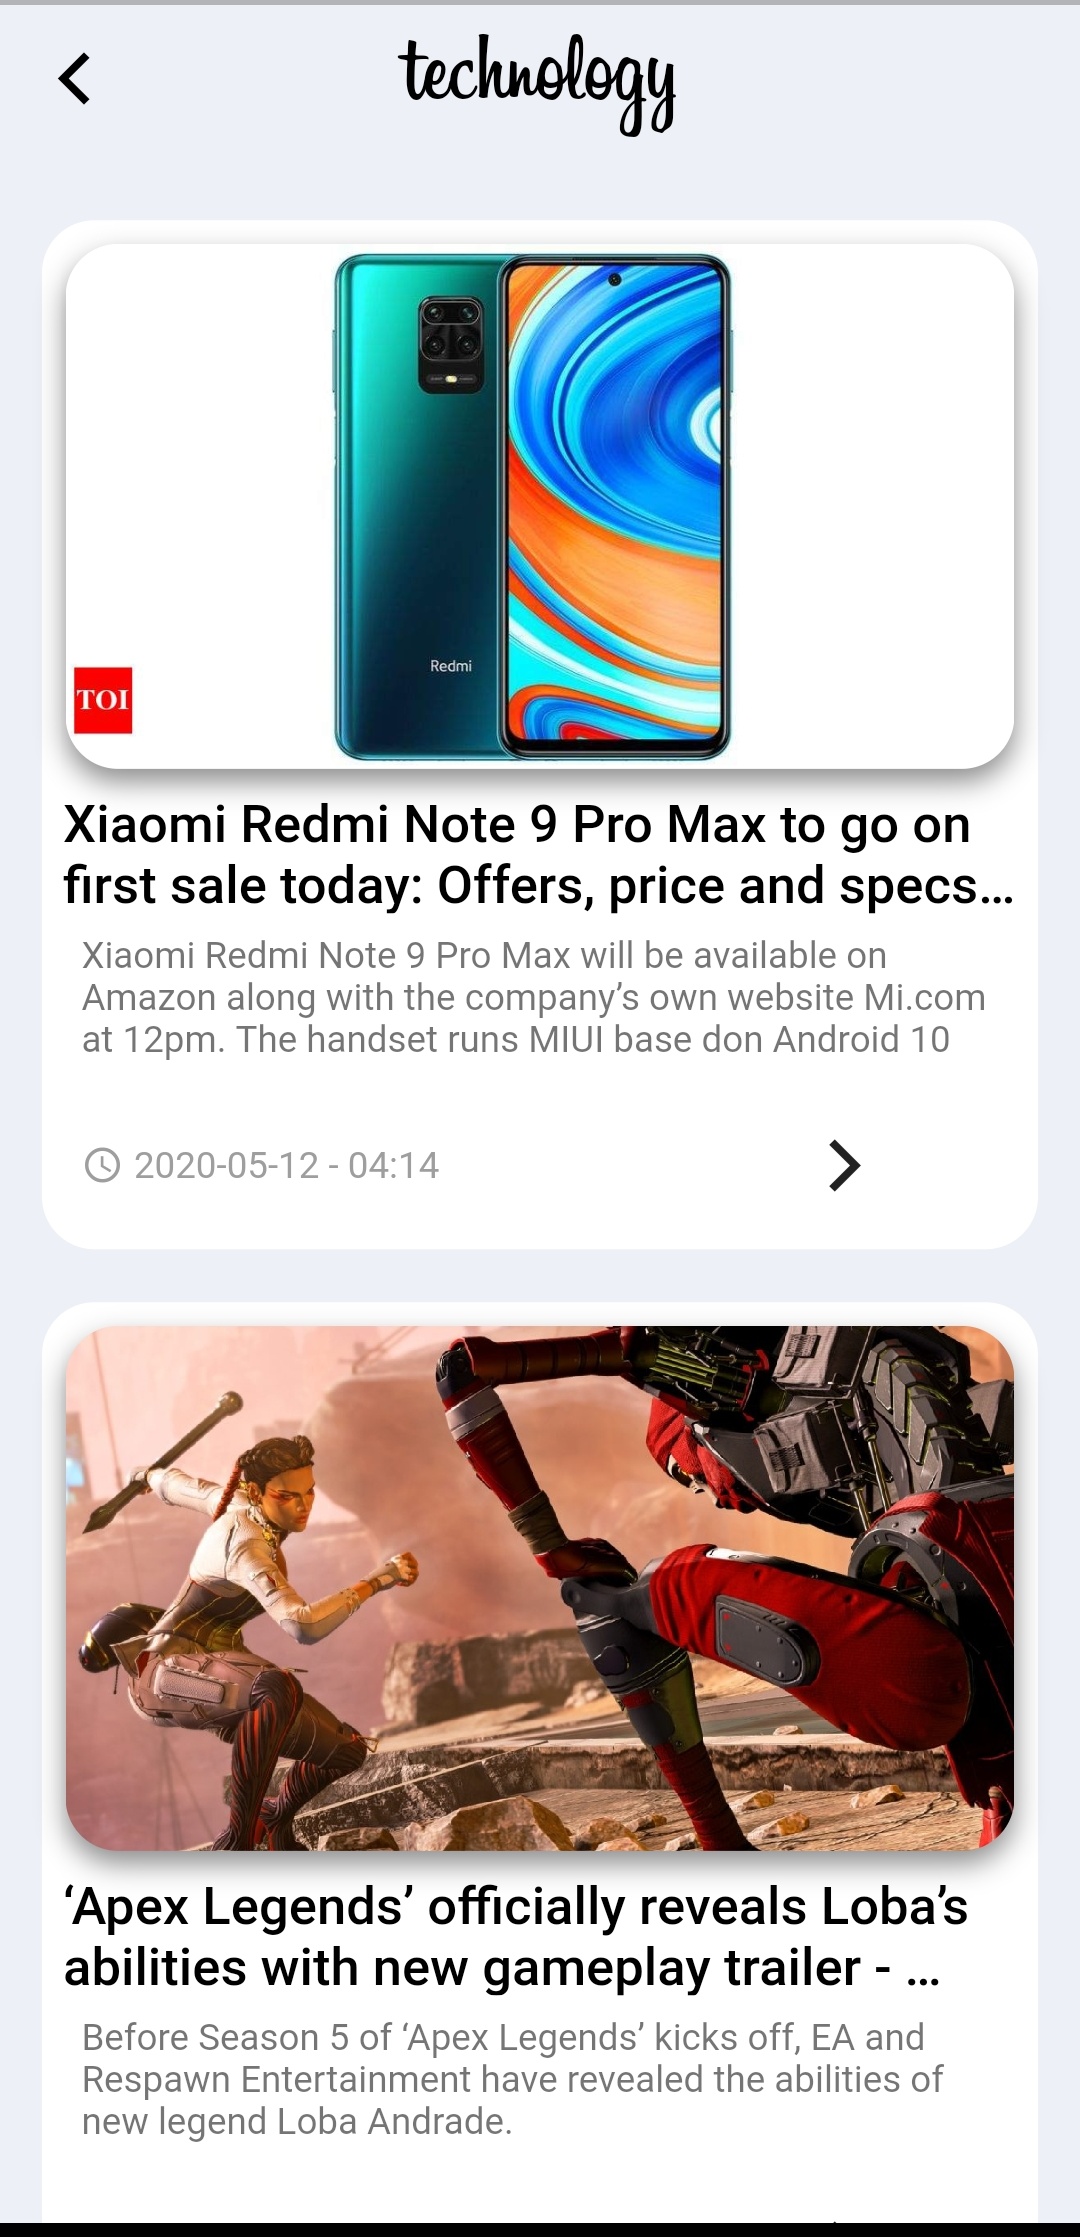 technology
Redmi
TOI
Xiaomi Redmi Note 9 Pro Max to go on
first sale today: Offers, price and specs...
Xiaomi Redmi Note 9 Pro Max will be available on
Amazon along with the company’s own website Mi.com
at 12pm. The handset runs MIUI base don Android 10
2020-05-12 - 04:14
‘Apex Legends’ officially reveals Loba’s
abilities with new gameplay trailer - ...
Before Season 5 of ‘Apex Legends’ kicks off, EA and
Respawn Entertainment have revealed the abilities of
new legend Loba Andrade.